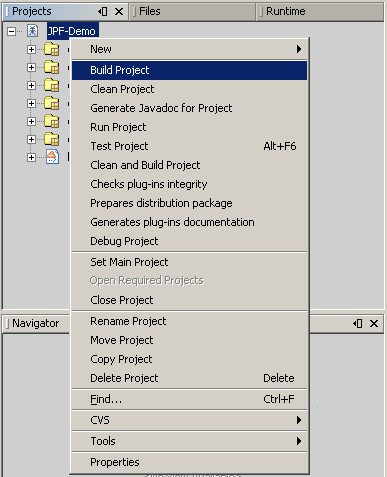 Projects Files Runtime
JPF-Demo
New
Build Project
Clean Project
Generate Javadoc for Project
Run Project
Test Project Alt+F6
Clean and Build Project
Checks plug-ins integrity
Prepares distribution package
Generates plug-ins documentation
Debug Project
Set Main Project
Open Required Projects
Close Project
Rename Project
Move Project
Copy Project
Delete Project Delete
Find... Ctrl+F
CVS
Tools
Properties
Navigator